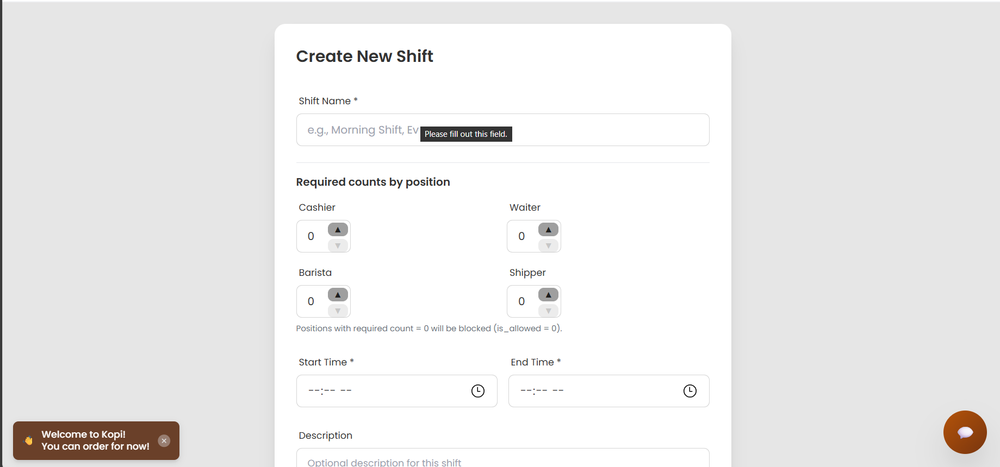 Create New Shift
Shift Name *
e.g., Morning Shift, Ev
Please fill out this field.
Required counts by position
Cashier
Waiter
0
0
Barista
Shipper
0
0
Positions with required count = 0 will be blocked (is_allowed = 0).
Start Time *
End Time *
--:-- --
--:-- --
Description
Optional description for this shift
Welcome to Kopi!
You can order for now!